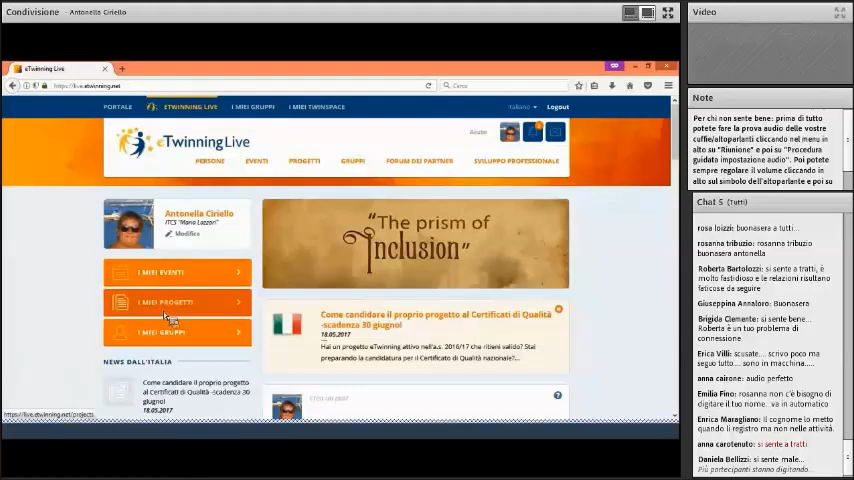 Condivisione - Antonella Ciriello
eTwinning Live
https://live.etwinning.net
Cerca
PORTALE
ETWINNING LIVE
I MIEI GRUPPI
I MIEI TWINSPACE
Italiano
Logout
eTwinningLive
Aiuto
PERSONE
EVENTI
PROGETTI
GRUPPI
FORUM DEI PARTNER
SVILUPPO PROFESSIONALE
Antonella Ciriello
Modifica
I MIEI EVENTI
I MIEI PROGETTI
I MIEI GRUPPI
"The prism of
Inclusion"
Come candidare il proprio progetto al Certificati di Qualità
-scadenza 30 giugno!
18.05.2017
Hai un progetto eTwinning attivo nell'a.s. 2016/17 che ritieni valido? Stai
preparando la candidatura per il Certificato di Qualità nazionale?...
NEWS DALL'ITALIA
Come candidare il proprio progetto
al Certificati di Qualità -scadenza 30
giugno!
18.05.2017
https://live.etwinning.net/projects
Video
Note
Per chi non sente bene: prima di tutto
potete fare la prova audio delle vostre
cuffie/altoparlanti cliccando nel menu in
alto su "Riunione" e poi su "Procedura
guidata impostazione audio". Poi potete
sempre regolare il volume cliccando in
alto sul simbolo dell'altoparlante e poi su
Chat 5 (Tutti)
rosa loizzi: buonasera a tutti...
rosanna tribuzio: rosanna tribuzio
buonasera antonella
Roberta Bartolozzi: si sente a tratti, è
molto fastidioso e le relazioni risultano
faticose da seguire
Giuseppina Annaloro: Buonasera
Brigida Clemente: si sente bene...
Roberta è un tuo problema di
connessione
Erica Villi: scusate.... scrivo poco ma
seguo tutto.... sono in macchina.....
anna cairone: audio perfetto
Emilia Fino: rosanna non c'è bisogno di
digitare il tuo nome..va in automatico
Enrica Maragliano: Il cognome lo metto
quando li registro ma non nelle attività.
anna carotenuto: si sente a tratti
Daniela Bellizzi: si sente male...
Più partecipanti stanno digitando...